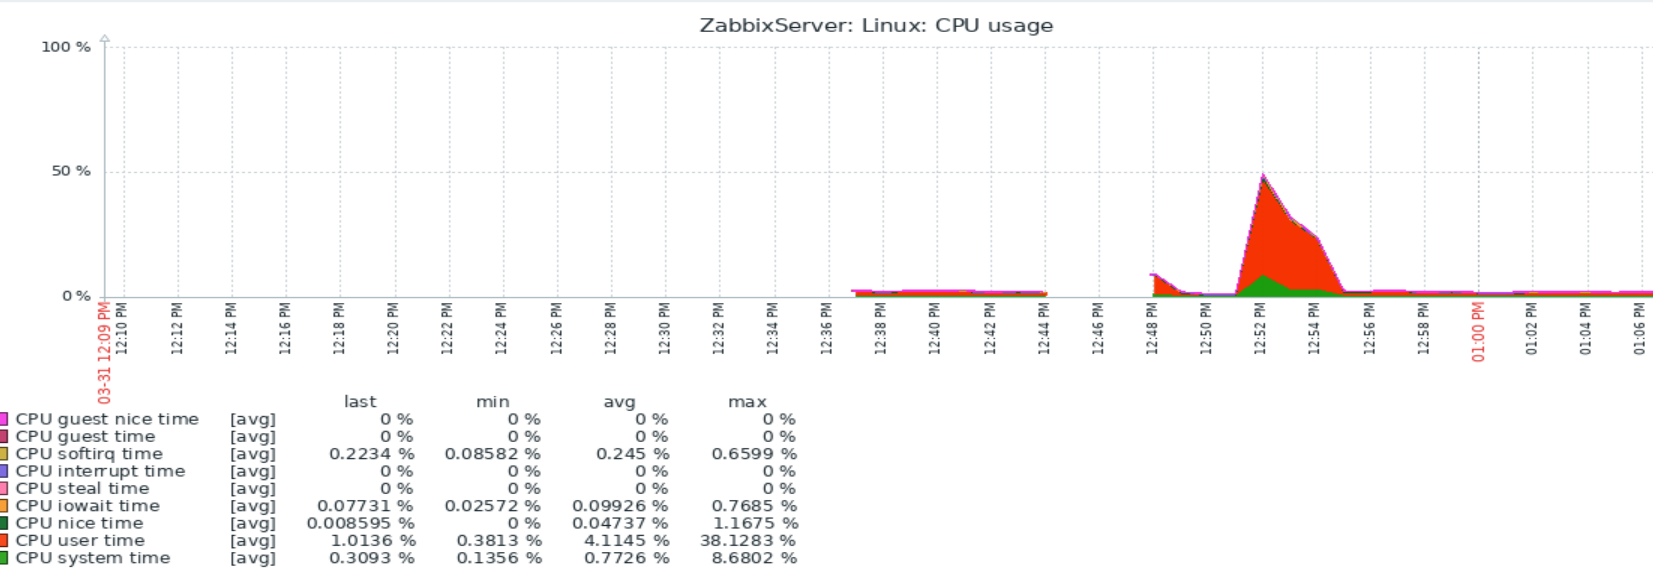 ZabbixServer: Linux: CPU usage
100 %
50 %
0 %
03-31 12:09 PM
12:10 PM
12:12 PM
12:14 PM
12:16 PM
12:18 PM
12:20 PM
12:22 PM
12:24 PM
12:26 PM
12:28 PM
12:30 PM
12:32 PM
12:34 PM
12:36 PM
12:38 PM
12:40 PM
12:42 PM
12:44 PM
12:46 PM
12:48 PM
12:50 PM
12:52 PM
12:54 PM
12:56 PM
12:58 PM
01:00 PM
01:02 PM
01:04 PM
01:06 PM
last min avg max
CPU guest nice time [avg] 0 % 0 % 0 % 0 %
CPU guest time [avg] 0 % 0 % 0 % 0 %
CPU softirq time [avg] 0.2234 % 0.08582 % 0.245 % 0.6599 %
CPU interrupt time [avg] 0 % 0 % 0 % 0 %
CPU steal time [avg] 0 % 0 % 0 % 0 %
CPU iowait time [avg] 0.07731 % 0.02572 % 0.09926 % 0.7685 %
CPU nice time [avg] 0.008595 % 0 % 0.04737 % 1.1675 %
CPU user time [avg] 1.0136 % 0.3813 % 4.1145 % 38.1283 %
CPU system time [avg] 0.3093 % 0.1356 % 0.7726 % 8.6802 %